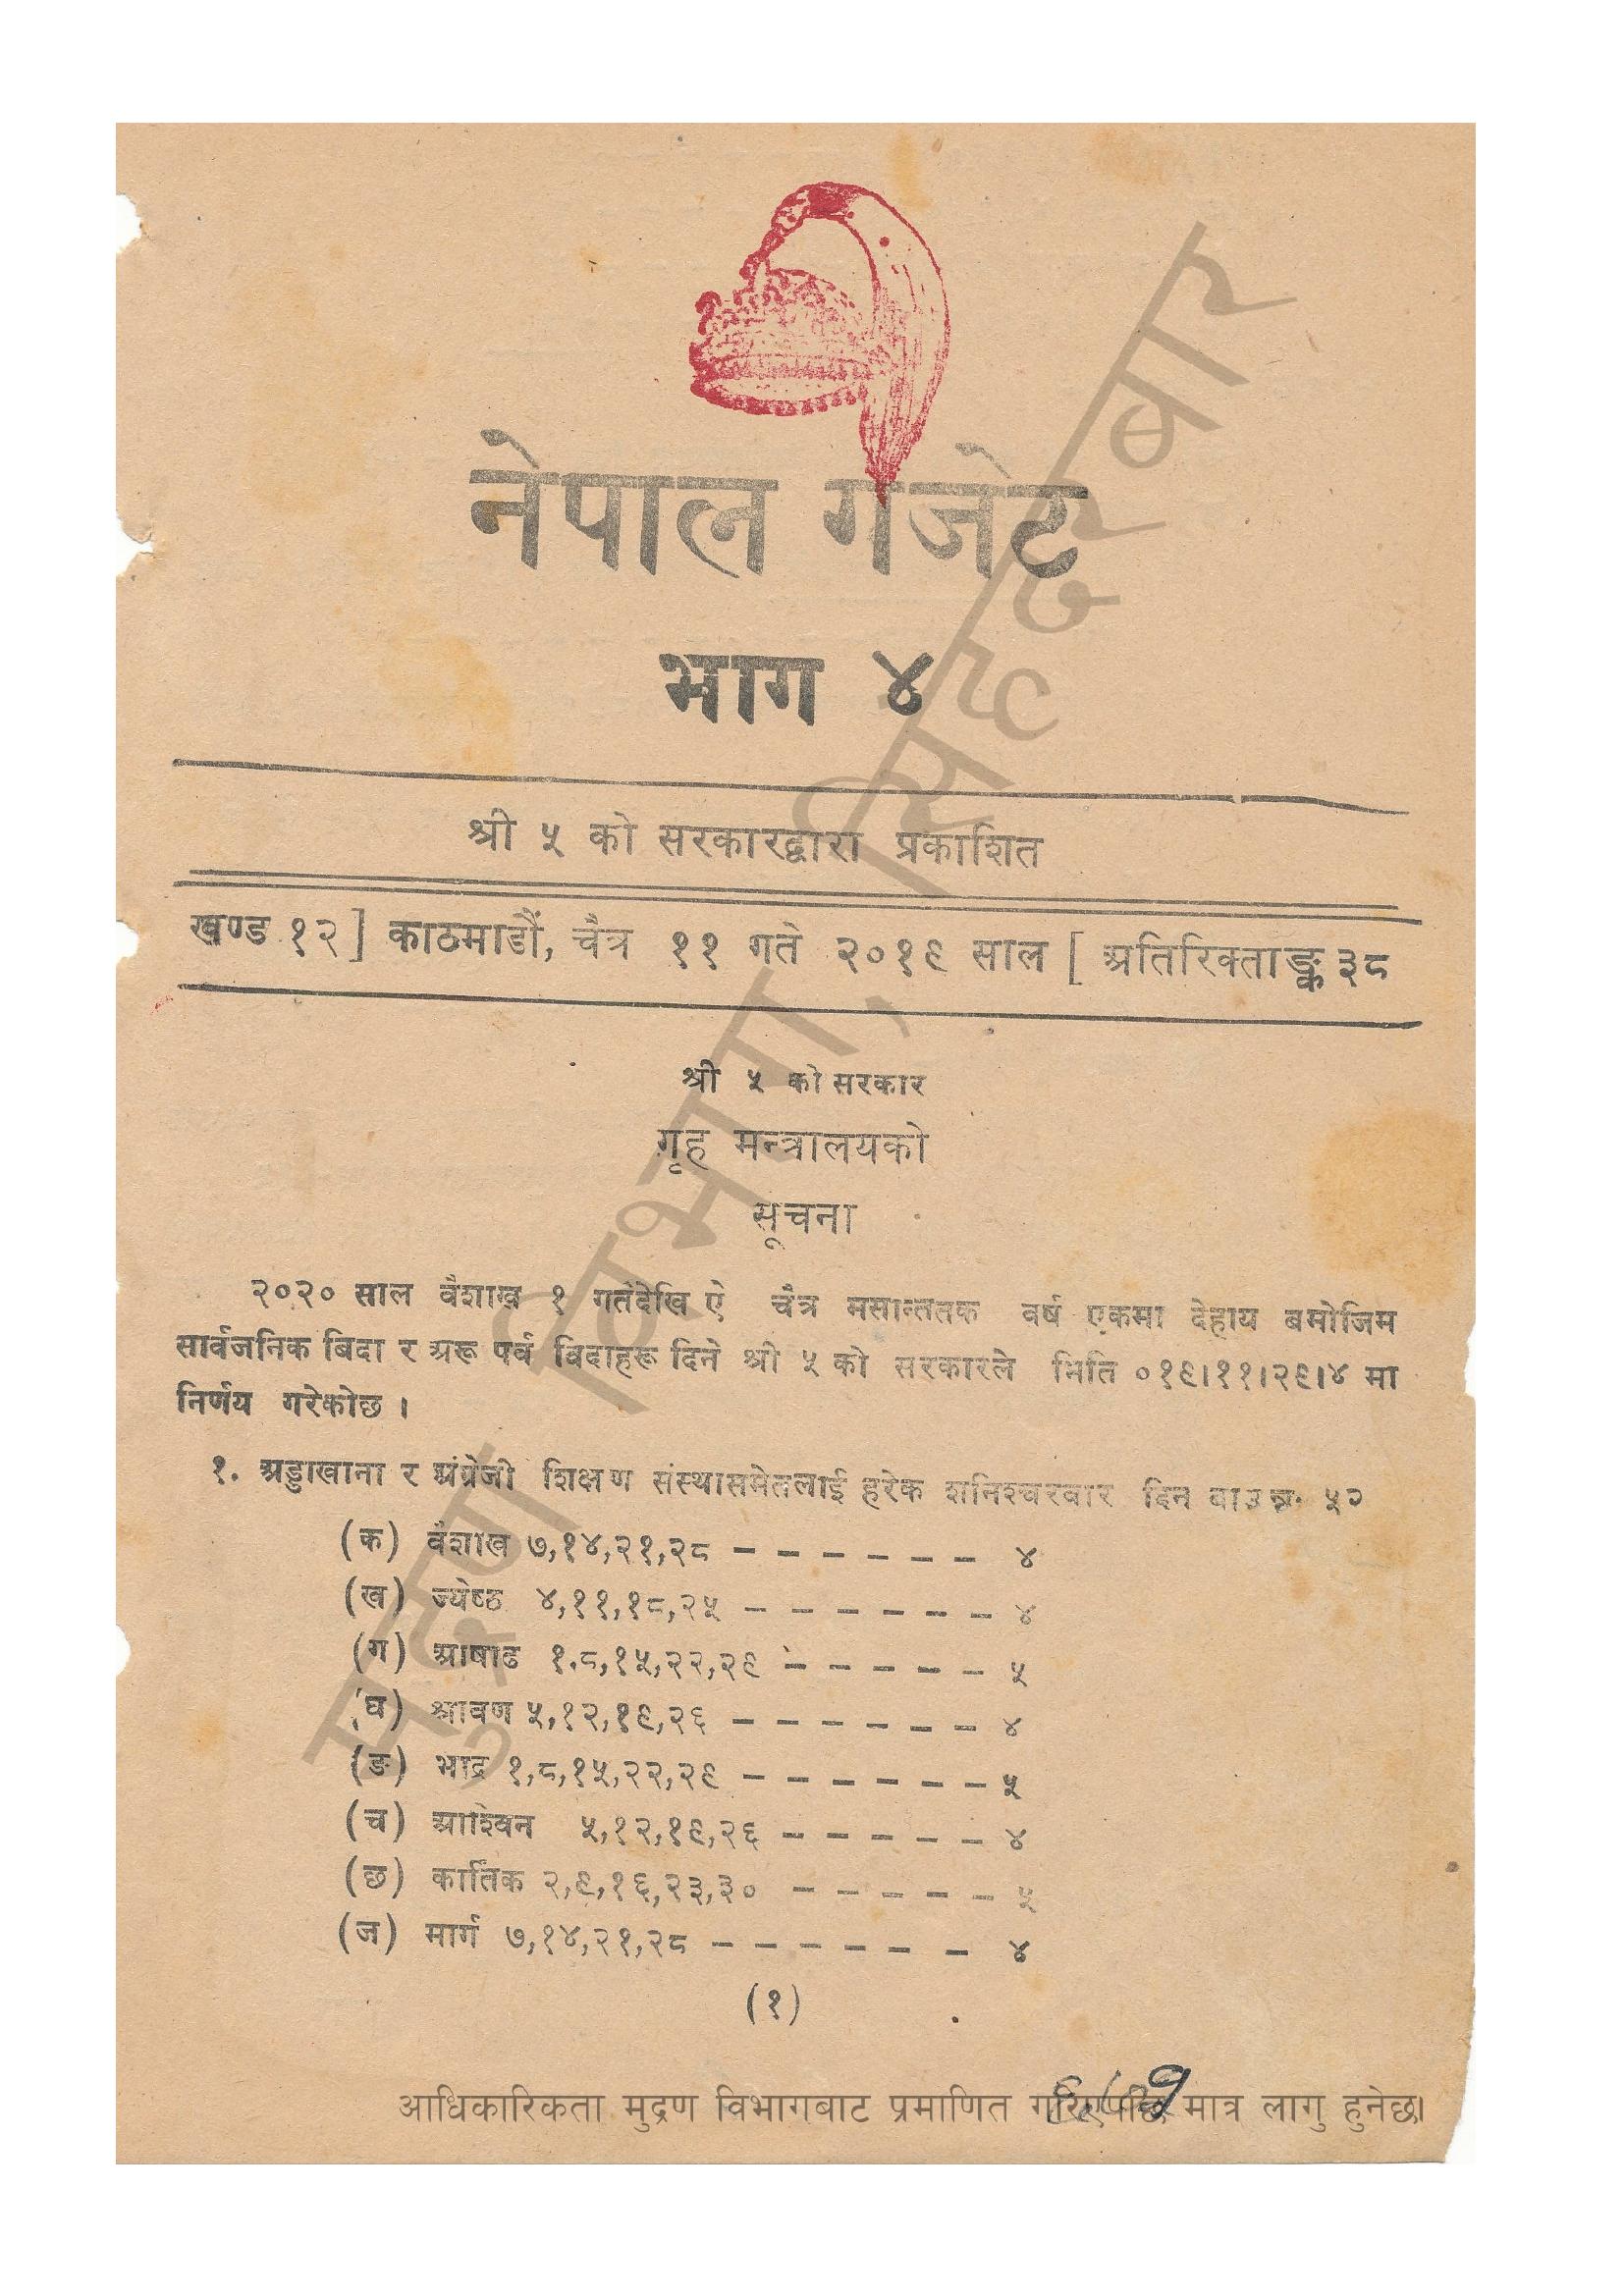 नेपाल गजेट
भाग ४
श्री ५ को सरकारद्वारा प्रकाशित
खण्ड १२] काठमाडौं, चैत्र ११ गते २०१९ साल [ अतिरिक्ताङ्क ३८
श्री ५ को सरकार
गृह मन्त्रालयको
सूचना
२०२० साल वैशाख १ गतेदेखि ऐ चैत्र मसान्ततक वर्ष एकमा देहाय बमोजिम
सार्वजनिक बिदा र अरू पर्व बिदाहरू दिने श्री ५ को सरकारले मिति ०१९।११।२९।४ मा
निर्णय गरेकोछ ।
१. अड्डाखाना र अंग्रेजी शिक्षण संस्थासमेतलाई हरेक शनिश्चरवार दिन ५२
(क) वैशाख ७,१४,२१,२८ – – – – – – ४
(ख) ज्येष्ठ ४,११,१८,२५ – – – – – – ४
(ग) आषाढ १.८,१५,२२,२९ – – – – – ५
(घ) श्रावण ५,१२,१९,२६ – – – – – – ४
(ङ) भाद्र १,८,१५,२२,२९ – – – – – – ५
(च) आश्विन ५,१२,१९,२६ – – – – – ४
(छ) कार्तिक २,९,१६,२३,३० – – – – – ५
(ज) मार्ग ७,१४,२१,२८ – – – – – – ४
(१)
मुद्रण विभाग, सिंहदरबार
आधिकारिकता मुद्रण विभागबाट प्रमाणित गरिएपछि मात्र लागु हुनेछ।